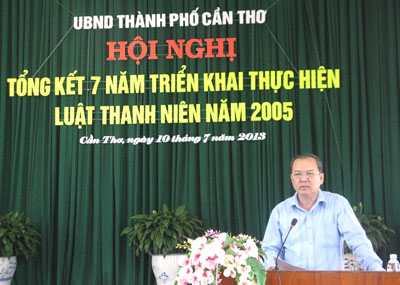 UBND THÀNH PHỐ CẦN THƠ
HỘI NGHỊ
TỔNG KẾT 7 NĂM TRIỂN KHAI THỰC HIỆN
LUẬT THANH NIÊN NĂM 2005
Cần Thơ, ngày 10 tháng 7 năm 2013